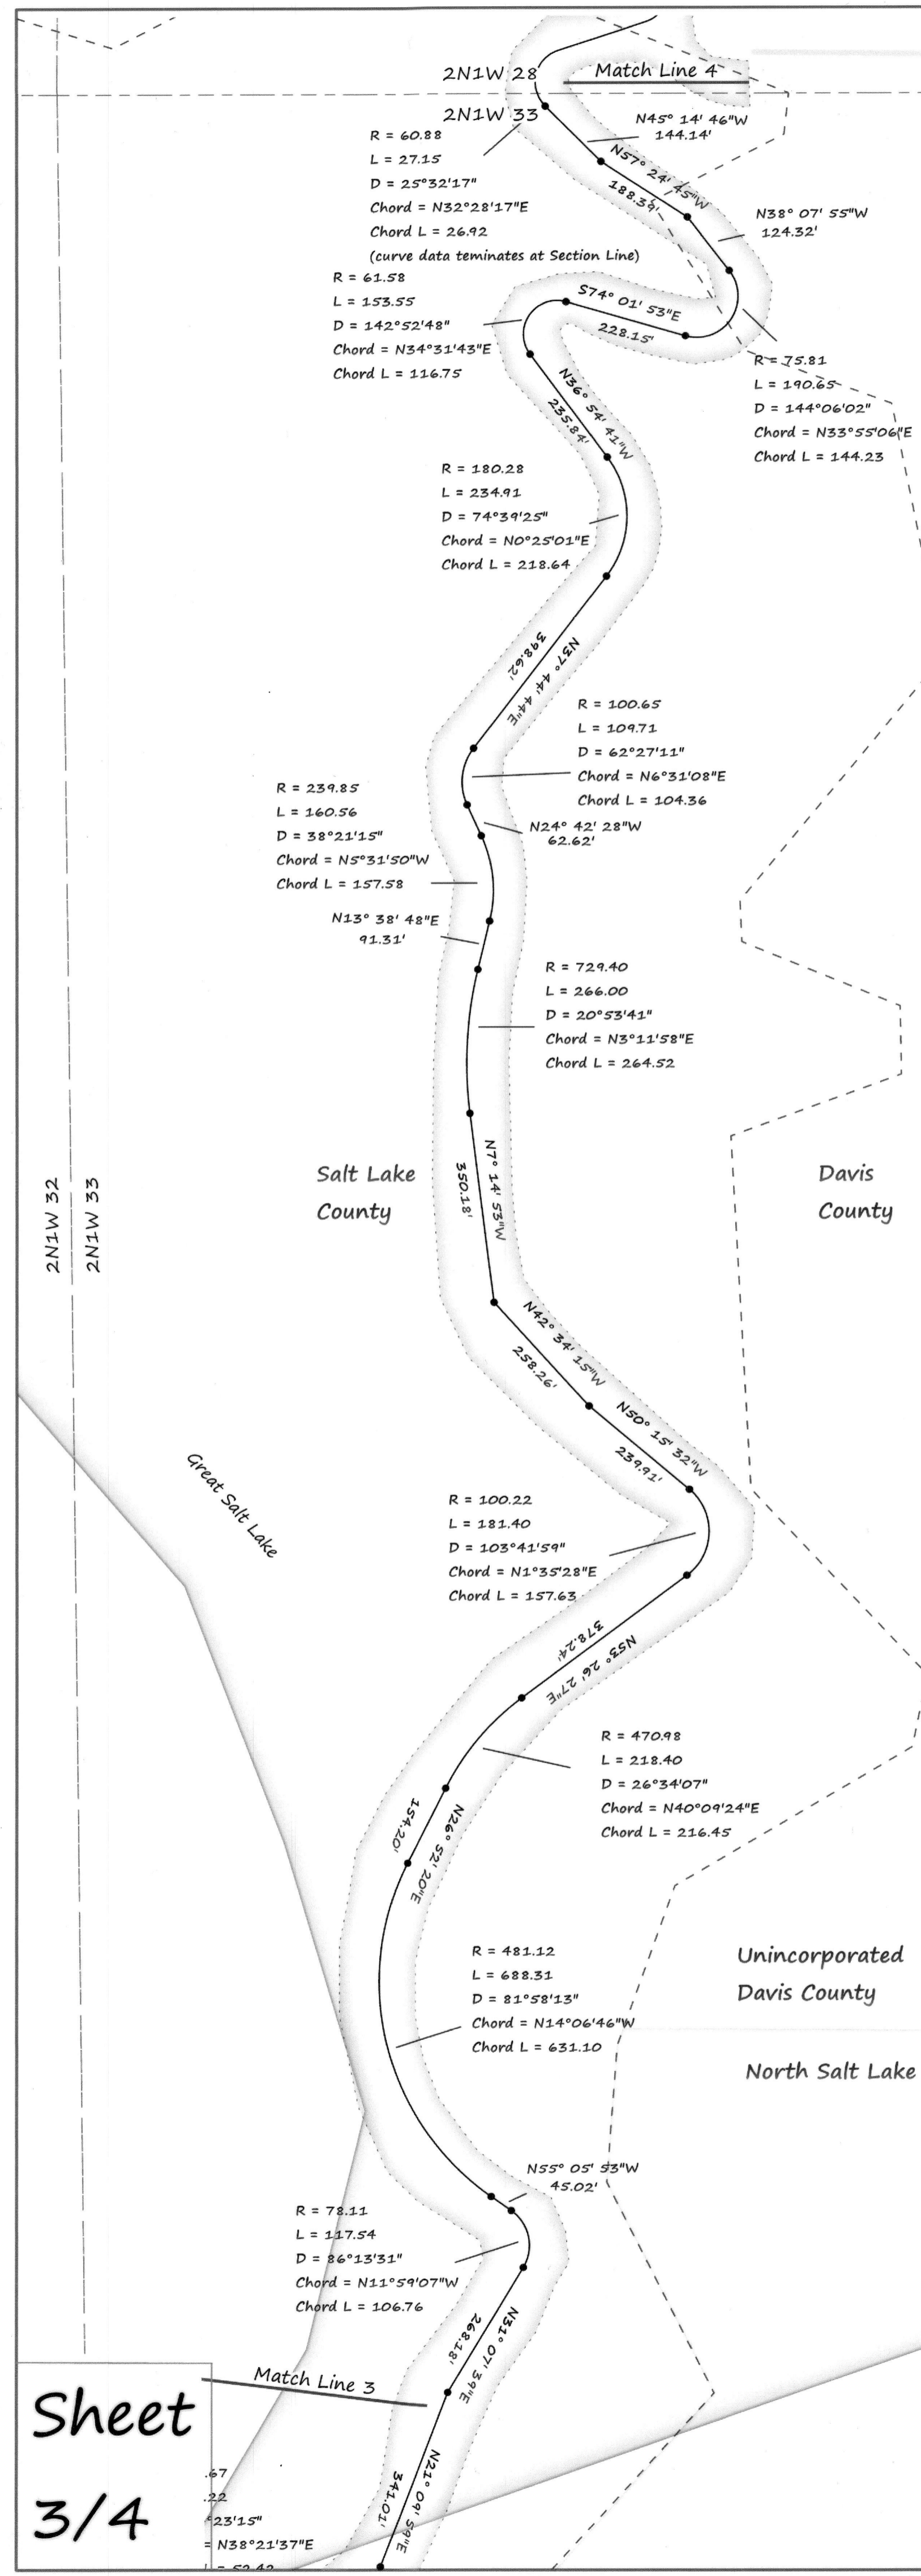 2N1W 28
Match Line 4
2N1W 33
N45° 14' 46"W
144.14'
R = 60.88
L = 27.15
D = 25°32'17"
Chord = N32°28'17"E
Chord L = 26.92
(curve data teminates at Section Line)
N57° 24' 45"W
188.39'
N38° 07' 55"W
124.32'
R = 61.58
L = 153.55
D = 142°52'48"
Chord = N34°31'43"E
Chord L = 116.75
S74° 01' 53"E
228.15'
R = 75.81
L = 190.65
D = 144°06'02"
Chord = N33°55'06"E
Chord L = 144.23
N36° 54' 41"W
235.84'
R = 180.28
L = 234.91
D = 74°39'25"
Chord = N0°25'01"E
Chord L = 218.64
398.62'
N37° 44' 44"E
R = 100.65
L = 109.71
D = 62°27'11"
Chord = N6°31'08"E
Chord L = 104.36
R = 239.85
L = 160.56
D = 38°21'15"
Chord = N5°31'50"W
Chord L = 157.58
N24° 42' 28"W
62.62'
N13° 38' 48"E
91.31'
R = 729.40
L = 266.00
D = 20°53'41"
Chord = N3°11'58"E
Chord L = 264.52
N7° 14' 53"W
350.18'
Salt Lake
County
Davis
County
2N1W 32
2N1W 33
N42° 34' 15"W
258.26'
N50° 15' 32"W
239.91'
Great Salt Lake
R = 100.22
L = 181.40
D = 103°41'59"
Chord = N1°35'28"E
Chord L = 157.63
378.24'
N53° 26' 27"E
R = 470.98
L = 218.40
D = 26°34'07"
Chord = N40°09'24"E
Chord L = 216.45
154.20'
N26° 52' 20"E
R = 481.12
L = 688.31
D = 81°58'13"
Chord = N14°06'46"W
Chord L = 631.10
Unincorporated
Davis County
North Salt Lake
N55° 05' 53"W
45.02'
R = 78.11
L = 117.54
D = 86°13'31"
Chord = N11°59'07"W
Chord L = 106.76
268.18'
N31° 07' 39"E
Match Line 3
N21° 09' 59"E
341.01'
Sheet
3/4
.67
.22
°23'15"
= N38°21'37"E
L = 52.42